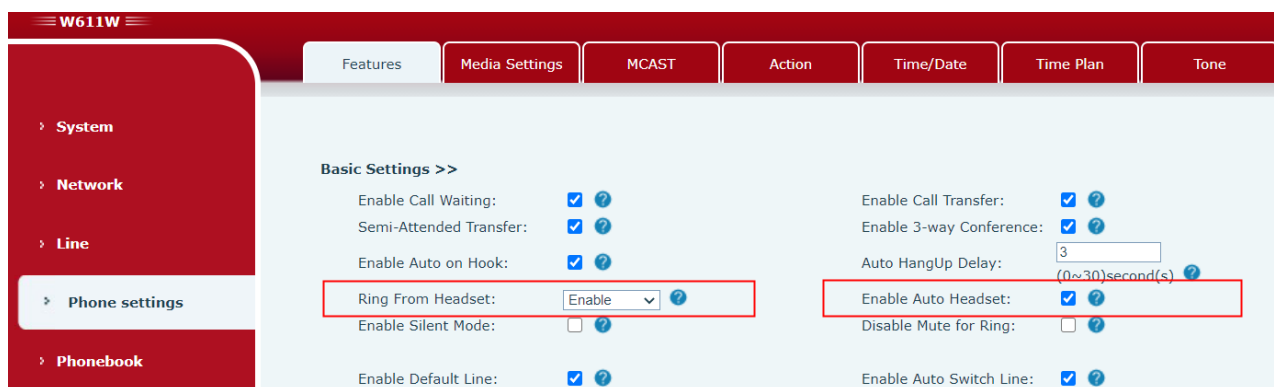 W611W
Features Media Settings MCAST Action Time/Date Time Plan Tone
System
Network
Line
Phone settings
Phonebook
Basic Settings >>
Enable Call Waiting: ? Enable Call Transfer: ?
Semi-Attended Transfer: ? Enable 3-way Conference: ?
Enable Auto on Hook: ? Auto HangUp Delay: 3 (0~30)second(s) ?
Ring From Headset: Enable ? Enable Auto Headset: ?
Enable Silent Mode: ? Disable Mute for Ring: ?
Enable Default Line: ? Enable Auto Switch Line: ?